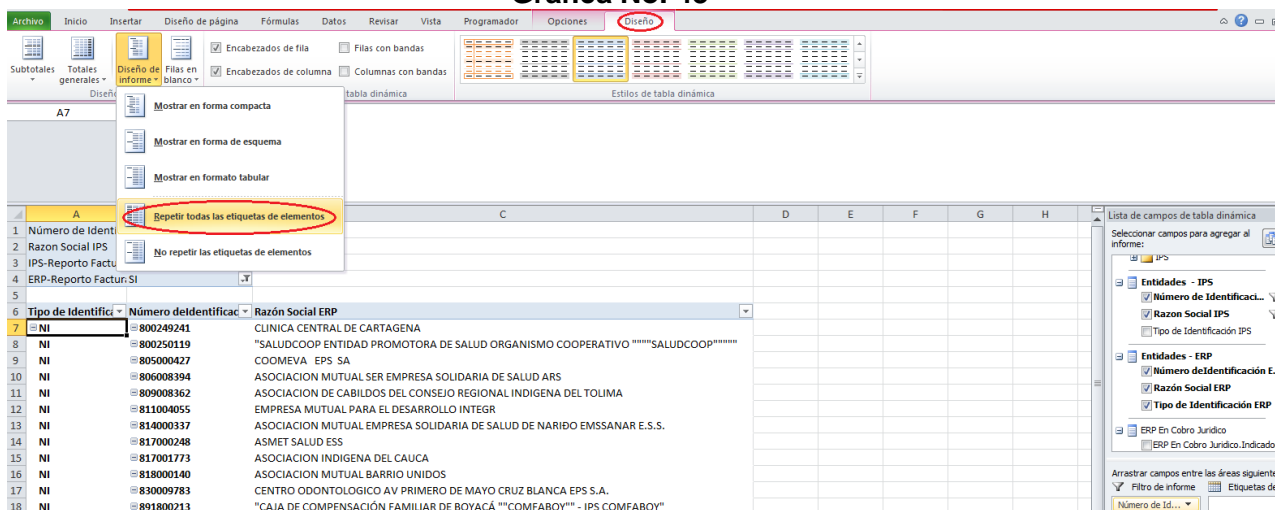 Archivo Inicio Insertar Diseño de página Fórmulas Datos Revisar Vista Programador Opciones Diseño
Subtotales
Totales generales
Diseño de informe
Filas en blanco
Encabezados de fila
Filas con bandas
Encabezados de columna
Columnas con bandas
tabla dinámica
Estilos de tabla dinámica
Mostrar en forma compacta
Mostrar en forma de esquema
Mostrar en formato tabular
Repetir todas las etiquetas de elementos
No repetir las etiquetas de elementos
A7
A C D E F G H
1 Número de Identi
2 Razon Social IPS
3 IPS-Reporto Factu
4 ERP-Reporto Factur SI
5
6 Tipo de Identifica Número deIdentificac Razón Social ERP
7 NI 800249241 CLINICA CENTRAL DE CARTAGENA
8 NI 800250119 "SALUDCOOP ENTIDAD PROMOTORA DE SALUD ORGANISMO COOPERATIVO """"SALUDCOOP"""""
9 NI 805000427 COOMEVA EPS SA
10 NI 806008394 ASOCIACION MUTUAL SER EMPRESA SOLIDARIA DE SALUD ARS
11 NI 809008362 ASOCIACION DE CABILDOS DEL CONSEJO REGIONAL INDIGENA DEL TOLIMA
12 NI 811004055 EMPRESA MUTUAL PARA EL DESARROLLO INTEGR
13 NI 814000337 ASOCIACION MUTUAL EMPRESA SOLIDARIA DE SALUD DE NARIÐO EMSSANAR E.S.S.
14 NI 817000248 ASMET SALUD ESS
15 NI 817001773 ASOCIACION INDIGENA DEL CAUCA
16 NI 818000140 ASOCIACION MUTUAL BARRIO UNIDOS
17 NI 830009783 CENTRO ODONTOLOGICO AV PRIMERO DE MAYO CRUZ BLANCA EPS S.A.
18 NI 891800213 "CAJA DE COMPENSACIÓN FAMILIAR DE BOYACÁ ""COMFABOY"" - IPS COMFABOY"
Lista de campos de tabla dinámica
Seleccionar campos para agregar al
informe:
IPS
Entidades - IPS
Número de Identificaci...
Razon Social IPS
Tipo de Identificación IPS
Entidades - ERP
Número deIdentificación E.
Razón Social ERP
Tipo de Identificación ERP
ERP En Cobro Juridico
ERP En Cobro Juridico.Indicado
Arrastrar campos entre las áreas siguiente
Filtro de informe Etiquetas de
Número de Id...